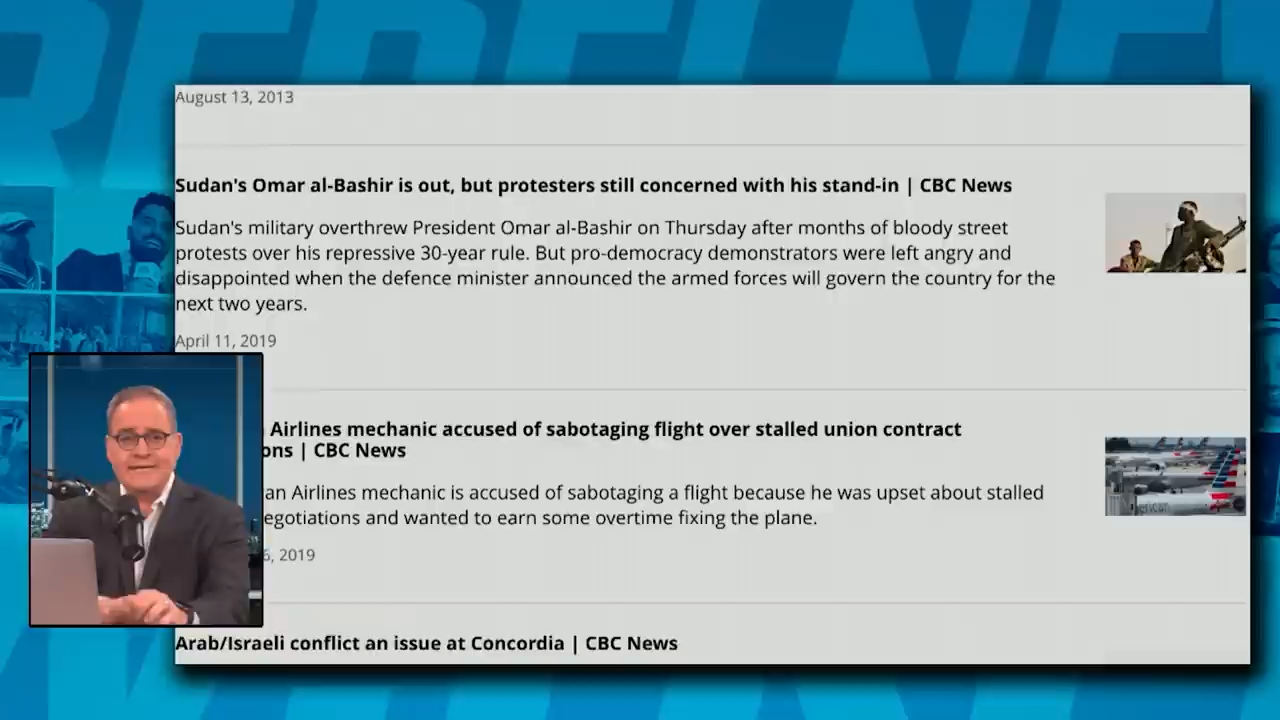 REBEL NE
August 13, 2013
Sudan's Omar al-Bashir is out, but protesters still concerned with his stand-in | CBC News
Sudan's military overthrew President Omar al-Bashir on Thursday after months of bloody street
protests over his repressive 30-year rule. But pro-democracy demonstrators were left angry and
disappointed when the defence minister announced the armed forces will govern the country for the
next two years.
April 11, 2019
Airlines mechanic accused of sabotaging flight over stalled union contract
ons | CBC News
an Airlines mechanic is accused of sabotaging a flight because he was upset about stalled
egotiations and wanted to earn some overtime fixing the plane.
6, 2019
Arab/Israeli conflict an issue at Concordia | CBC News